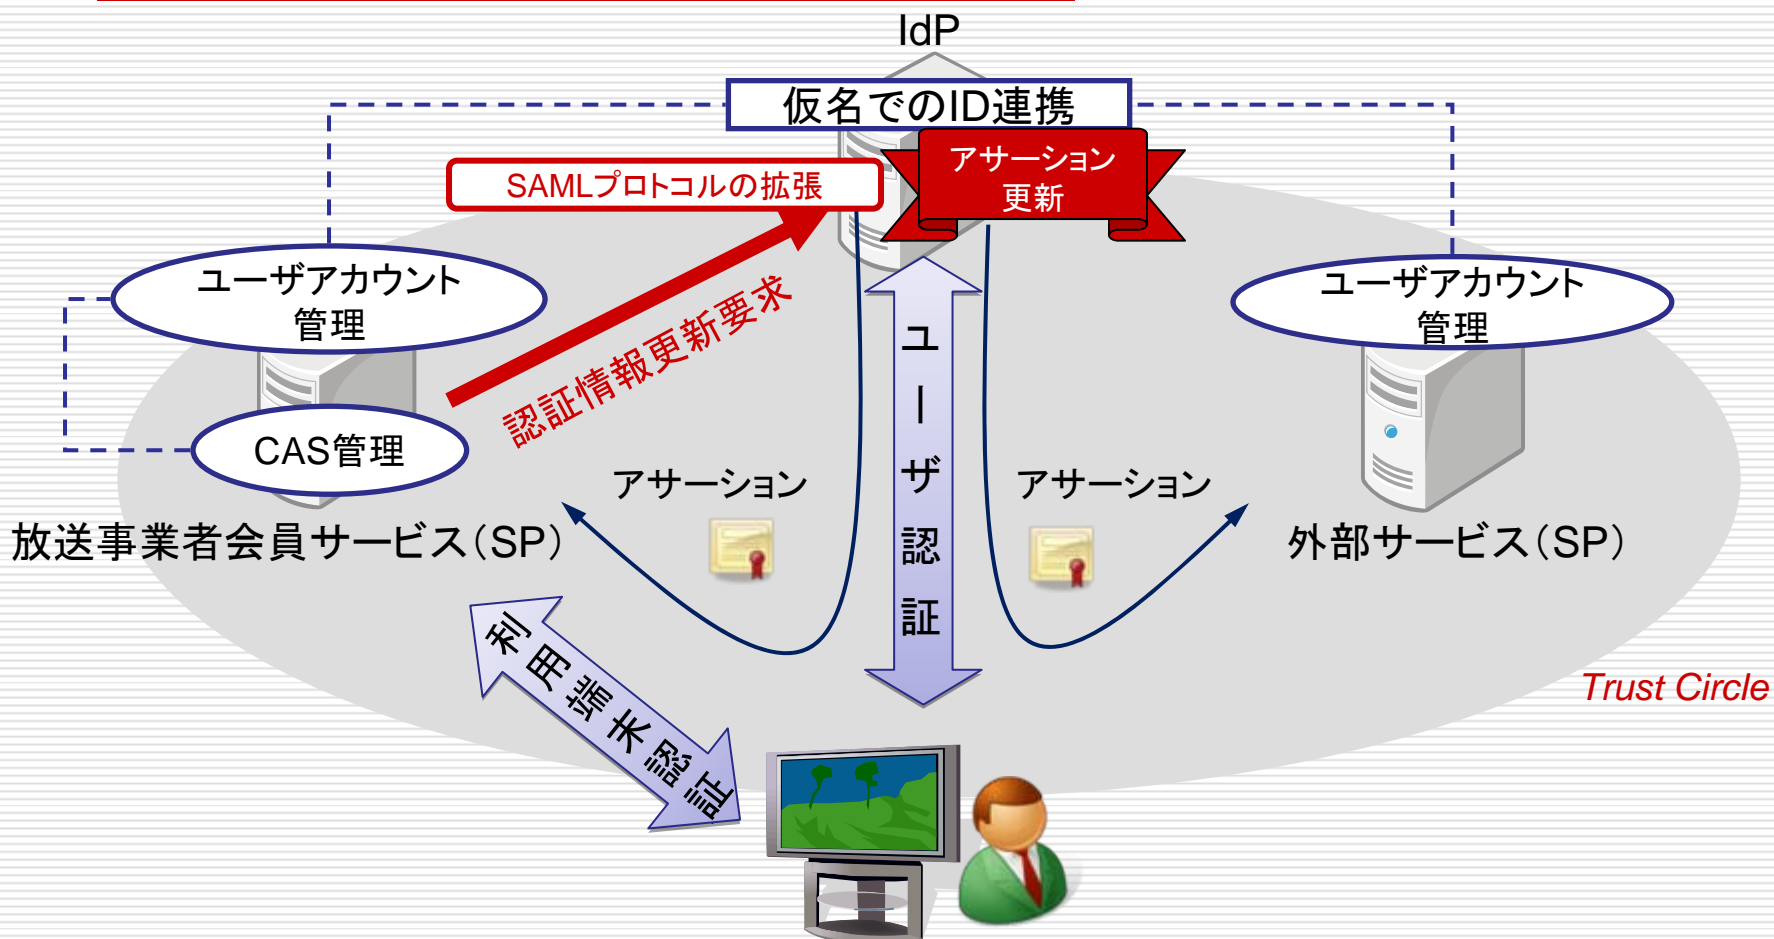 IdP
仮名でのID連携
アサーション
更新
SAMLプロトコルの拡張
ユーザアカウント
管理
ユーザアカウント
管理
認証情報更新要求
ユーザ認証
CAS管理
アサーション
アサーション
放送事業者会員サービス(SP)
外部サービス(SP)
利用端末認証
Trust Circle